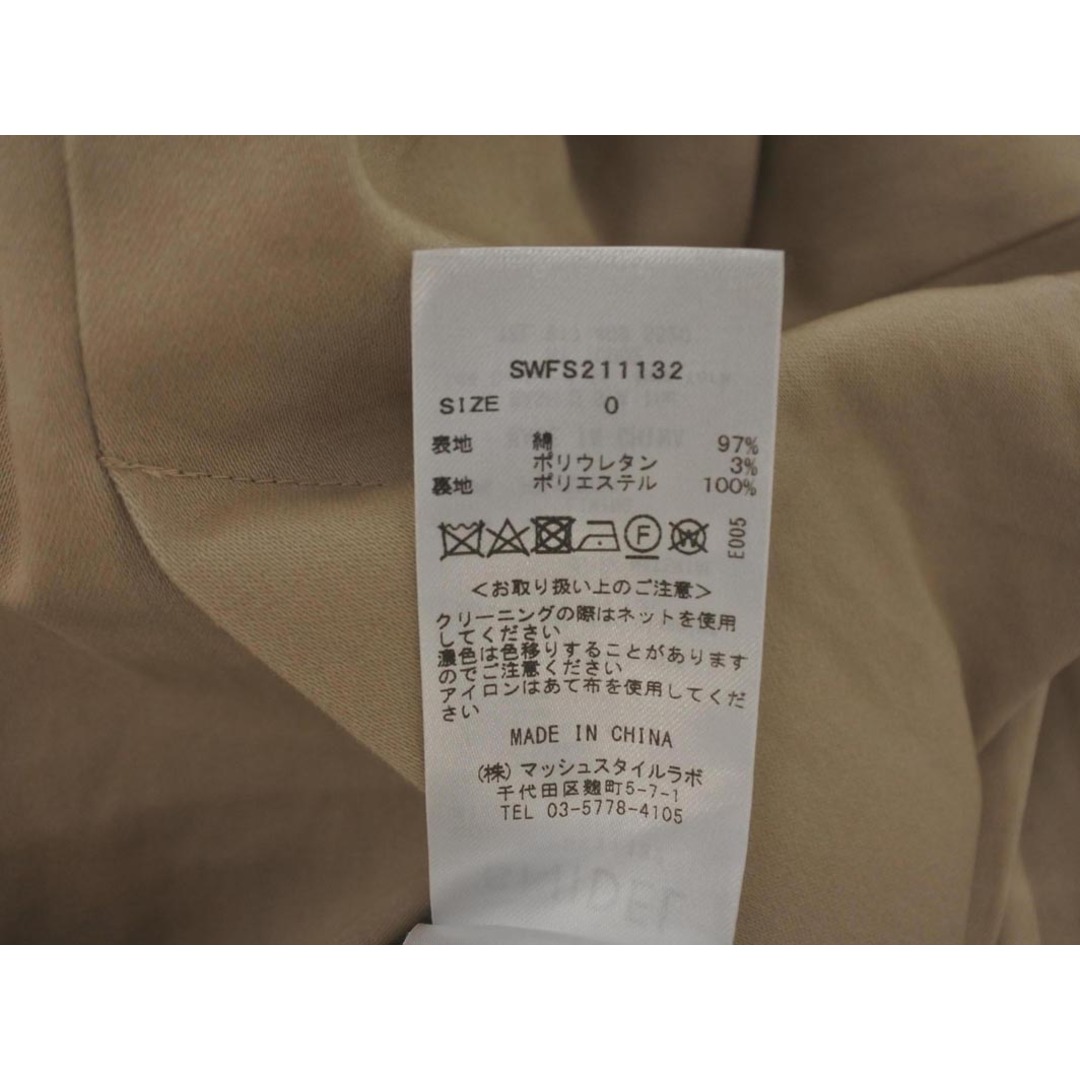 SWFS211132
SIZE 0
表地 綿 97%
ポリウレタン 3%
裏地 ポリエステル 100%
E005
F
W
<お取り扱い上のご注意>
クリーニングの際はネットを使用
してください
濃色は色移りすることがあります
のでご注意ください
アイロンはあて布を使用してくだ
さい
MADE IN CHINA
(株)マッシュスタイルラボ
千代田区麹町5-7-1
TEL 03-5778-4105